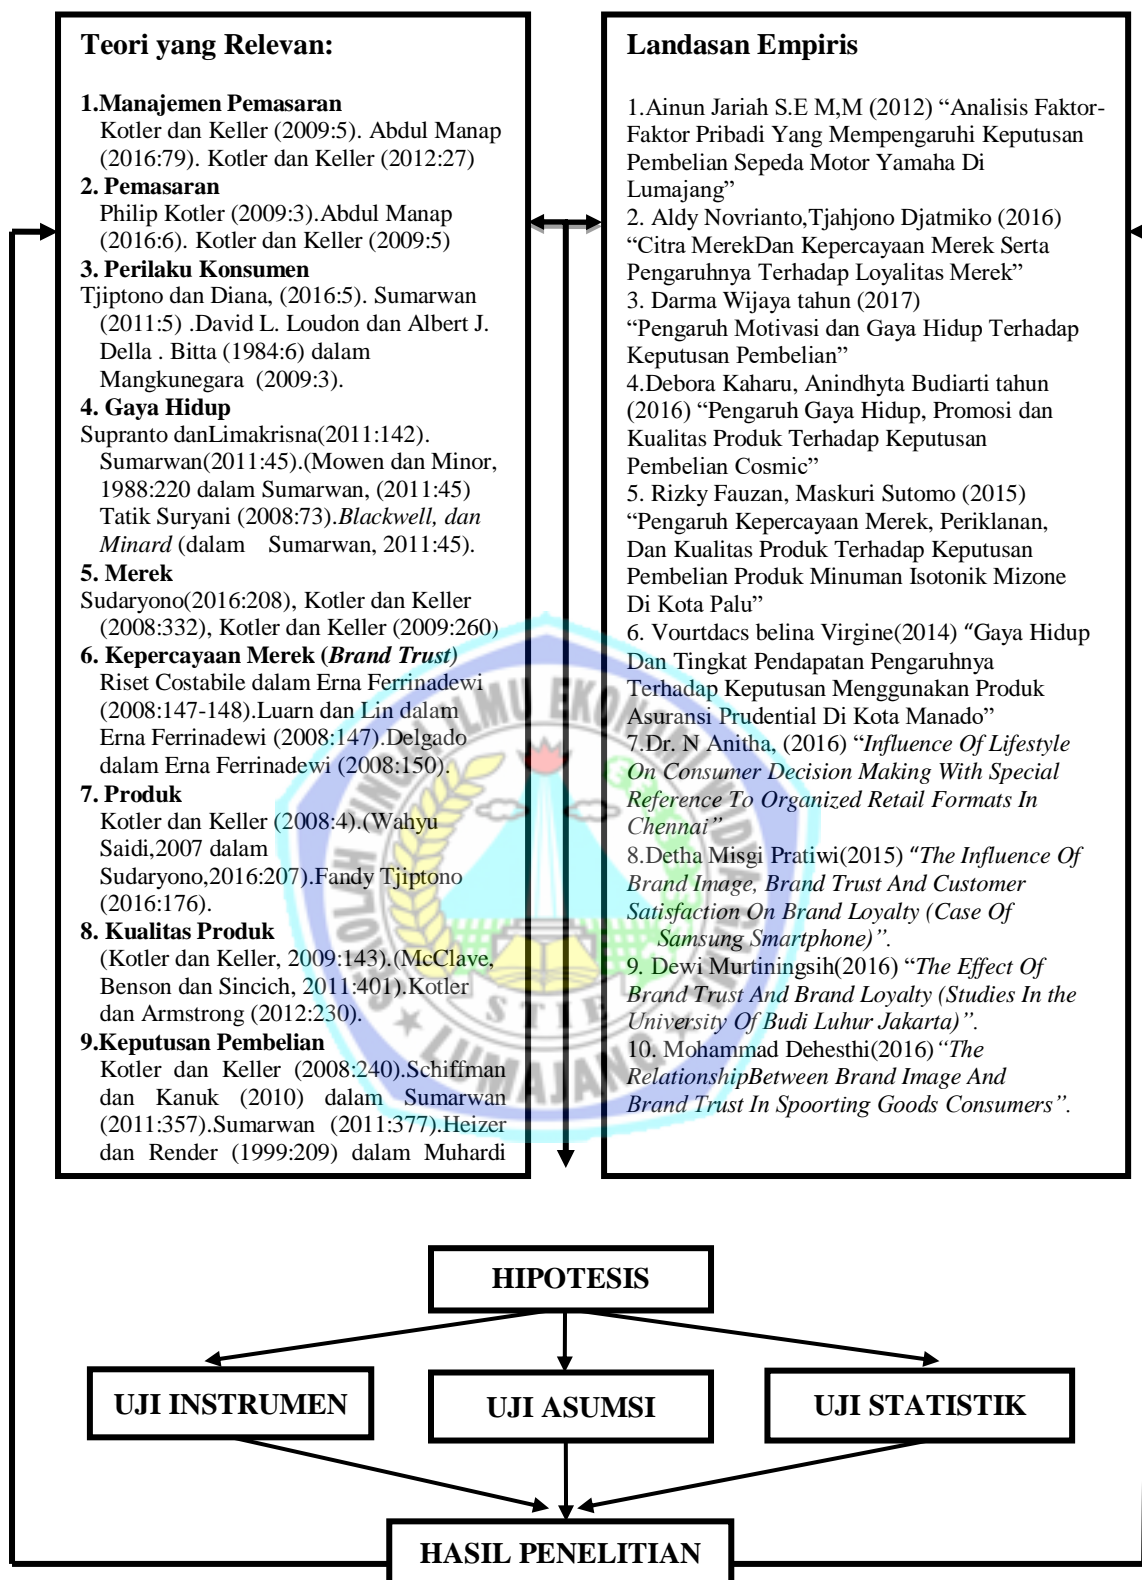 Teori yang Relevan:
1.Manajemen Pemasaran
Kotler dan Keller (2009:5). Abdul Manap
(2016:79). Kotler dan Keller (2012:27)
2. Pemasaran
Philip Kotler (2009:3).Abdul Manap
(2016:6). Kotler dan Keller (2009:5)
3. Perilaku Konsumen
Tjiptono dan Diana, (2016:5). Sumarwan
(2011:5) .David L. Loudon dan Albert J.
Della . Bitta (1984:6) dalam
Mangkunegara (2009:3).
4. Gaya Hidup
Supranto danLimakrisna(2011:142).
Sumarwan(2011:45).(Mowen dan Minor,
1988:220 dalam Sumarwan, (2011:45)
Tatik Suryani (2008:73).Blackwell, dan
Minard (dalam Sumarwan, 2011:45).
5. Merek
Sudaryono(2016:208), Kotler dan Keller
(2008:332), Kotler dan Keller (2009:260)
6. Kepercayaan Merek (Brand Trust)
Riset Costabile dalam Erna Ferrinadewi
(2008:147-148).Luarn dan Lin dalam
Erna Ferrinadewi (2008:147).Delgado
dalam Erna Ferrinadewi (2008:150).
7. Produk
Kotler dan Keller (2008:4).(Wahyu
Saidi,2007 dalam
Sudaryono,2016:207).Fandy Tjiptono
(2016:176).
8. Kualitas Produk
(Kotler dan Keller, 2009:143).(McClave,
Benson dan Sincich, 2011:401).Kotler
dan Armstrong (2012:230).
9.Keputusan Pembelian
Kotler dan Keller (2008:240).Schiffman
dan Kanuk (2010) dalam Sumarwan
(2011:357).Sumarwan (2011:377).Heizer
dan Render (1999:209) dalam Muhardi
Landasan Empiris
1.Ainun Jariah S.E M,M (2012) “Analisis Faktor-
Faktor Pribadi Yang Mempengaruhi Keputusan
Pembelian Sepeda Motor Yamaha Di
Lumajang”
2. Aldy Novrianto,Tjahjono Djatmiko (2016)
“Citra MerekDan Kepercayaan Merek Serta
Pengaruhnya Terhadap Loyalitas Merek”
3. Darma Wijaya tahun (2017)
“Pengaruh Motivasi dan Gaya Hidup Terhadap
Keputusan Pembelian”
4.Debora Kaharu, Anindhyta Budiarti tahun
(2016) “Pengaruh Gaya Hidup, Promosi dan
Kualitas Produk Terhadap Keputusan
Pembelian Cosmic”
5. Rizky Fauzan, Maskuri Sutomo (2015)
“Pengaruh Kepercayaan Merek, Periklanan,
Dan Kualitas Produk Terhadap Keputusan
Pembelian Produk Minuman Isotonik Mizone
Di Kota Palu”
6. Vourtdacs belina Virgine(2014) “Gaya Hidup
Dan Tingkat Pendapatan Pengaruhnya
Terhadap Keputusan Menggunakan Produk
Asuransi Prudential Di Kota Manado”
7.Dr. N Anitha, (2016) “Influence Of Lifestyle
On Consumer Decision Making With Special
Reference To Organized Retail Formats In
Chennai”
8.Detha Misgi Pratiwi(2015) “The Influence Of
Brand Image, Brand Trust And Customer
Satisfaction On Brand Loyalty (Case Of
Samsung Smartphone)”.
9. Dewi Murtiningsih(2016) “The Effect Of
Brand Trust And Brand Loyalty (Studies In the
University Of Budi Luhur Jakarta)”.
10. Mohammad Dehesthi(2016)“The
RelationshipBetween Brand Image And
Brand Trust In Spoorting Goods Consumers”.
SEKOLAH TINGGI ILMU EKONOMI WIDYA GAMA
STIE
LUMAJANG
HIPOTESIS
UJI INSTRUMEN
UJI ASUMSI
UJI STATISTIK
HASIL PENELITIAN